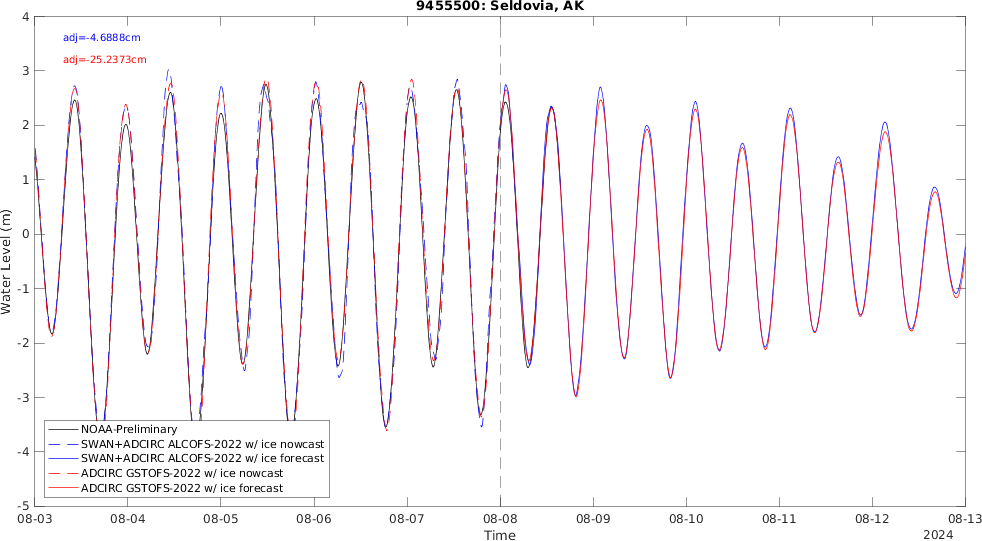 9455500: Seldovia, AK
adj=-4.6888cm
adj=-25.2373cm
4
3
2
1
0
-1
-2
-3
-4
-5
Water Level (m)
NOAA-Preliminary
SWAN+ADCIRC ALCOFS-2022 w/ ice nowcast
SWAN+ADCIRC ALCOFS-2022 w/ ice forecast
ADCIRC GSTOFS-2022 w/ ice nowcast
ADCIRC GSTOFS-2022 w/ ice forecast
08-03 08-04 08-05 08-06 08-07 08-08 08-09 08-10 08-11 08-12 08-13
Time
2024